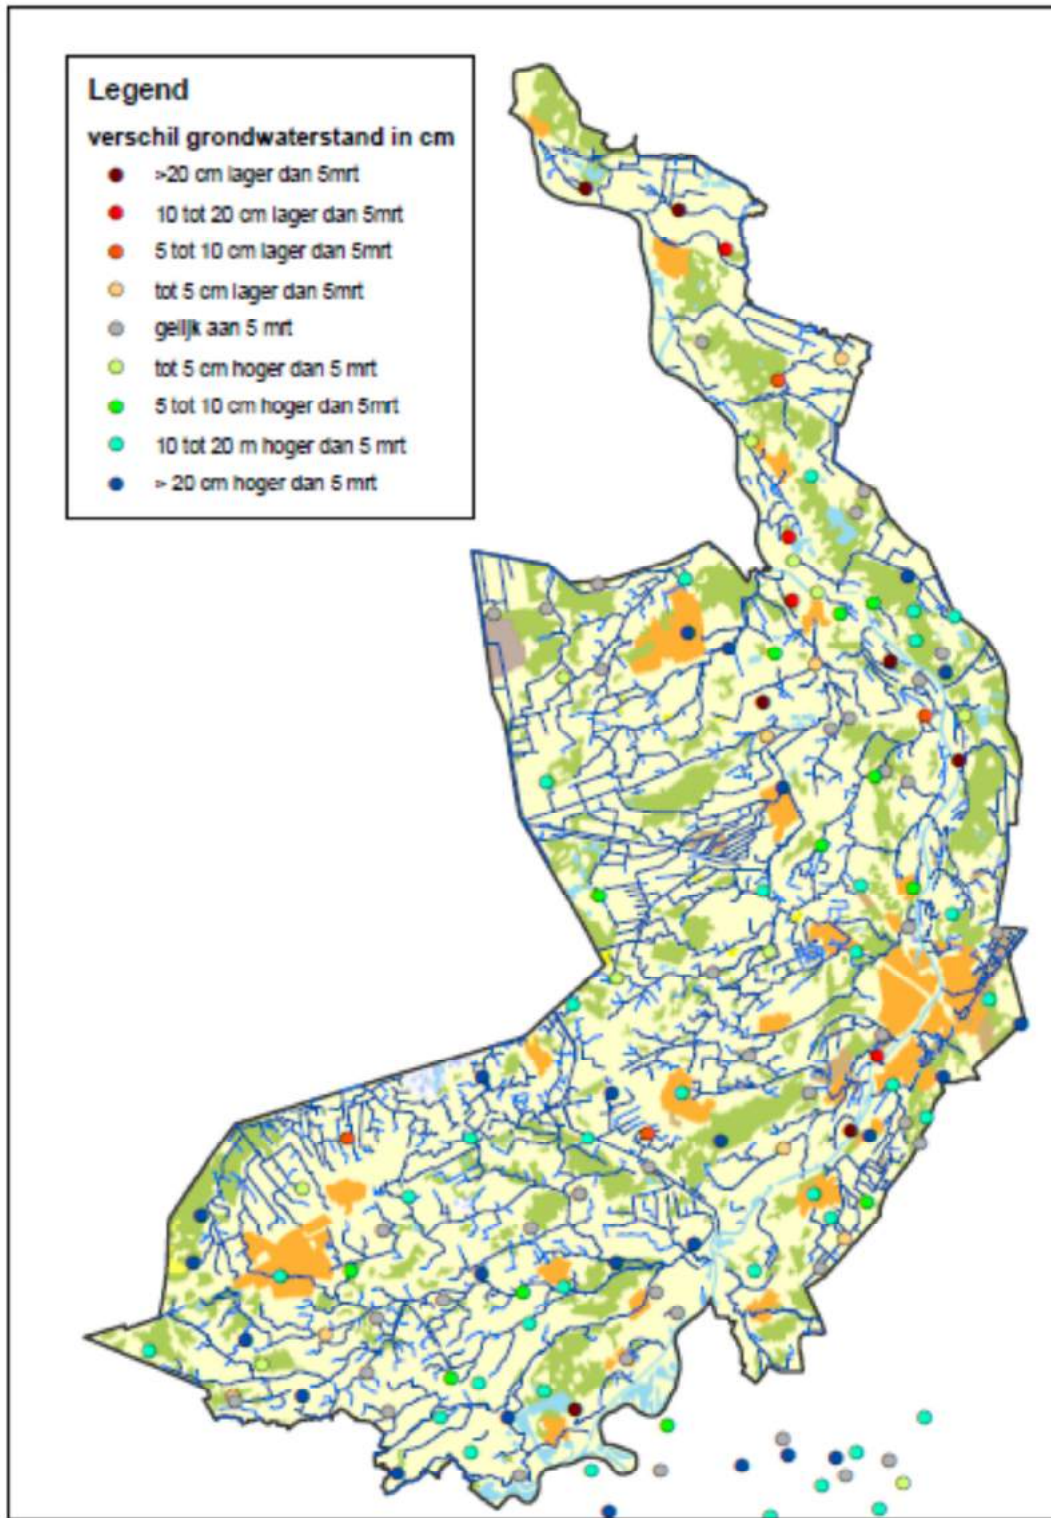 Legend
verschil grondwaterstand in cm
>20 cm lager dan 5mrt
10 tot 20 cm lager dan 5mrt
5 tot 10 cm lager dan 5mrt
tot 5 cm lager dan 5mrt
gelijk aan 5 mrt
tot 5 cm hoger dan 5 mrt
5 tot 10 cm hoger dan 5mrt
10 tot 20 m hoger dan 5 mrt
> 20 cm hoger dan 5 mrt